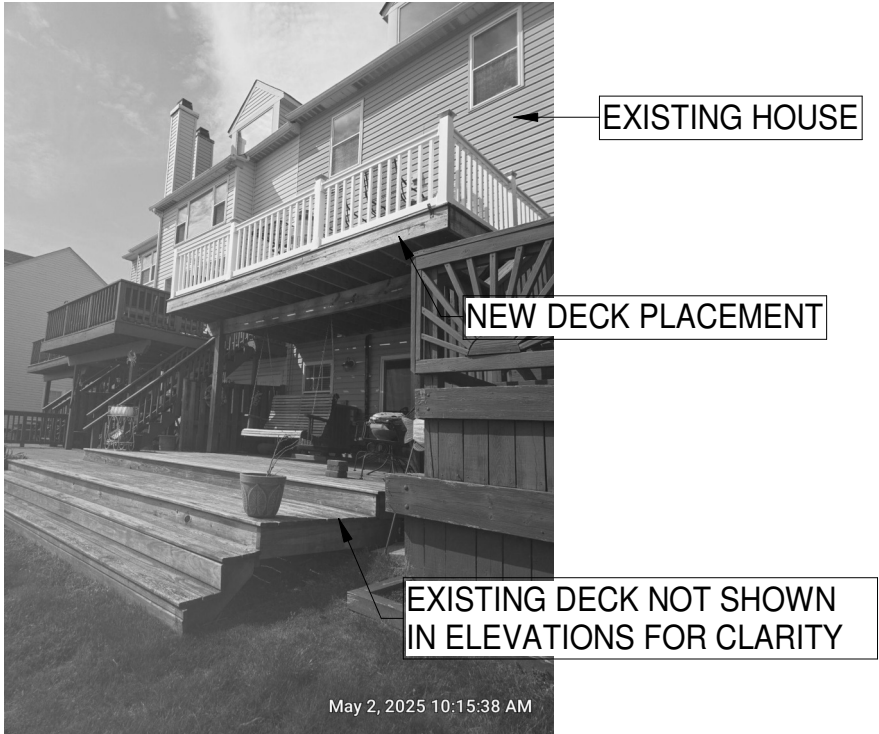 EXISTING HOUSE
NEW DECK PLACEMENT
EXISTING DECK NOT SHOWN
IN ELEVATIONS FOR CLARITY
May 2, 2025 10:15:38 AM